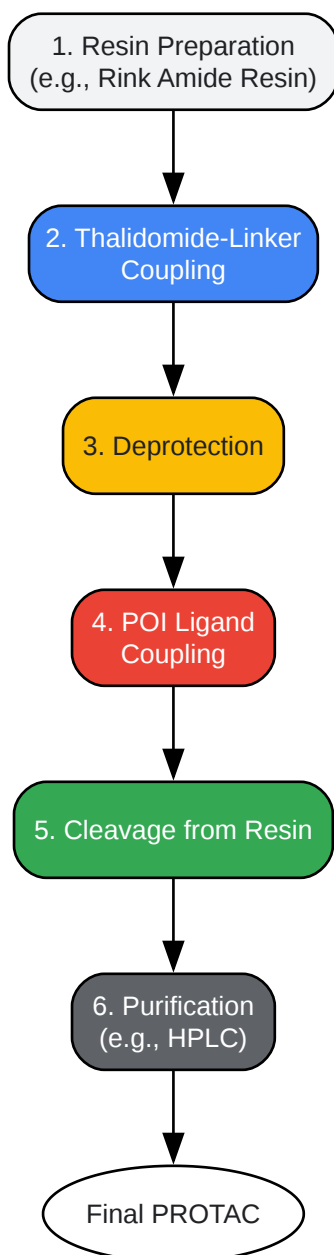 1. Resin Preparation
(e.g., Rink Amide Resin)
2. Thalidomide-Linker
Coupling
3. Deprotection
4. POI Ligand
Coupling
5. Cleavage from Resin
6. Purification
(e.g., HPLC)
Final PROTAC